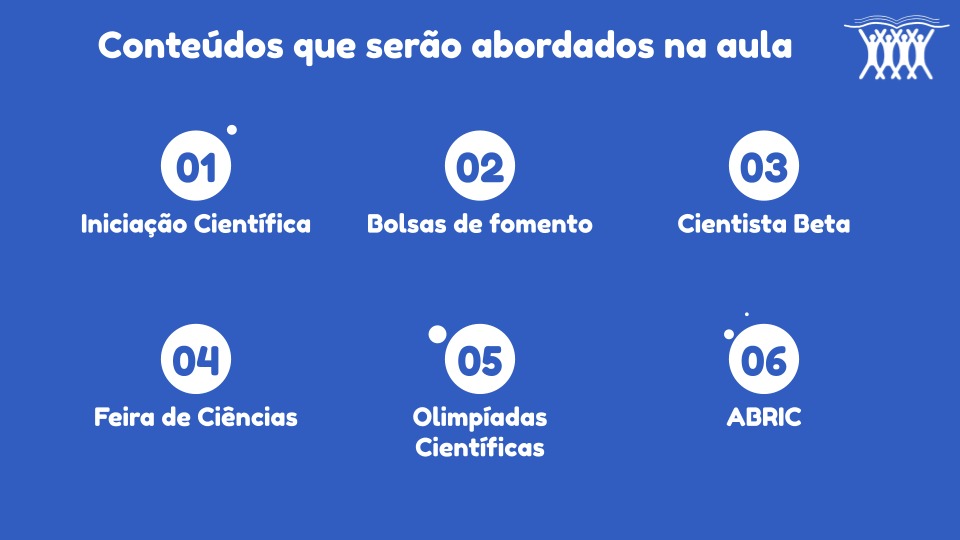 Conteúdos que serão abordados na aula
01
Iniciação Científica
02
Bolsas de fomento
03
Cientista Beta
04
Feira de Ciências
05
Olimpíadas
Científicas
06
ABRIC